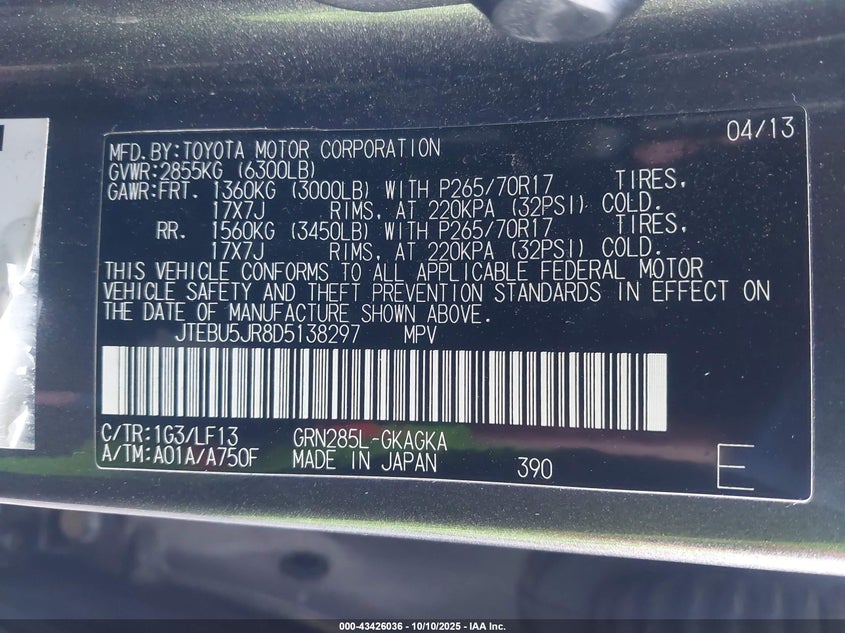 04/13
MFD.BY:TOYOTA MOTOR CORPORATION
GVWR:2855KG (6300LB)
GAWR:FRT. 1360KG (3000LB) WITH P265/70R17 TIRES,
17X7J RIMS, AT 220KPA (32PSI) COLD.
RR. 1560KG (3450LB) WITH P265/70R17 TIRES,
17X7J RIMS, AT 220KPA (32PSI) COLD.
THIS VEHICLE CONFORMS TO ALL APPLICABLE FEDERAL MOTOR
VEHICLE SAFETY AND THEFT PREVENTION STANDARDS IN EFFECT ON
THE DATE OF MANUFACTURE SHOWN ABOVE.
JTEBU5JR8D5138297 MPV
C/TR:1G3/LF13 GRN285L-GKAGKA
A/TM:A01A/A750F MADE IN JAPAN 390 E
000-43426036 - 10/10/2025 - IAA Inc.